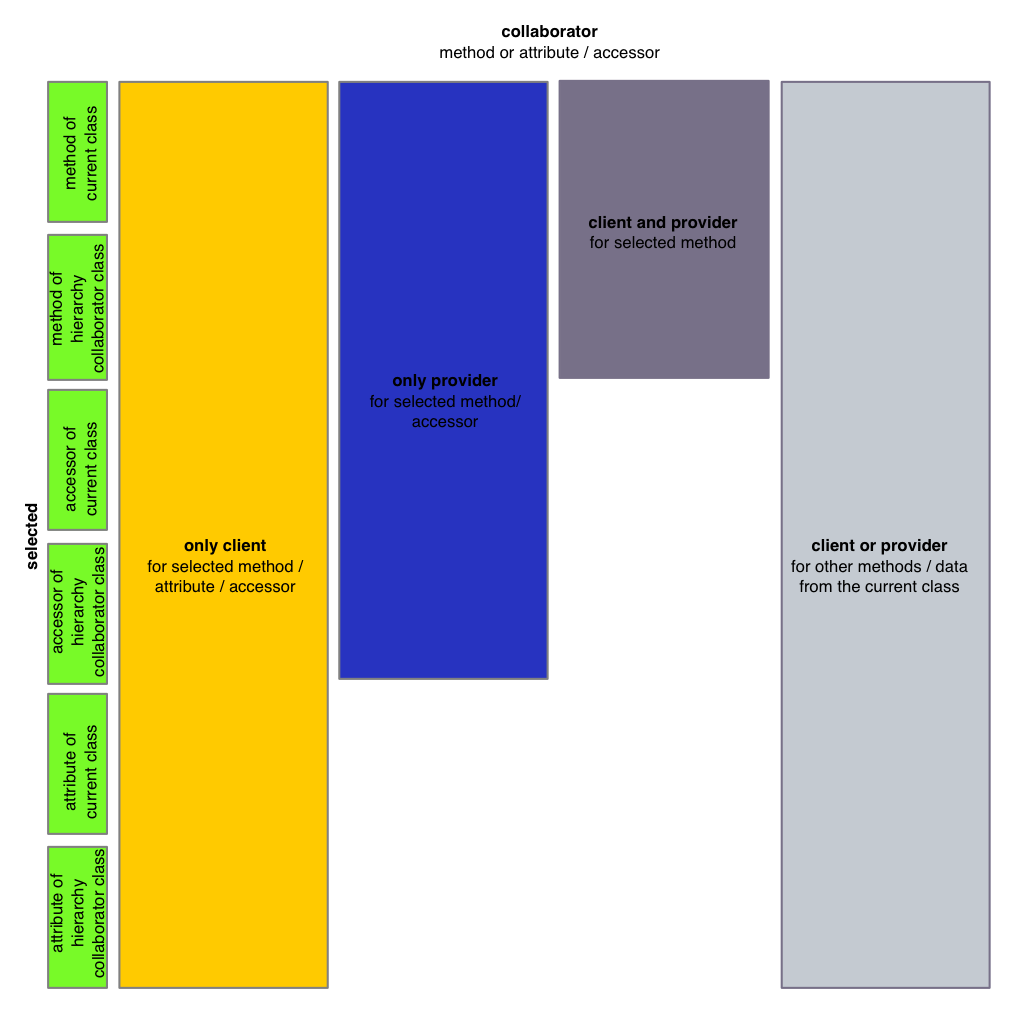 collaborator
method or attribute / accessor
method of
current class
method of
hierarchy
collaborator class
accessor of
current class
selected
accessor of
hierarchy
collaborator class
attribute of
current class
attribute of
hierarchy
collaborator class
only client
for selected method /
attribute / accessor
only provider
for selected method/
accessor
client and provider
for selected method
client or provider
for other methods / data
from the current class